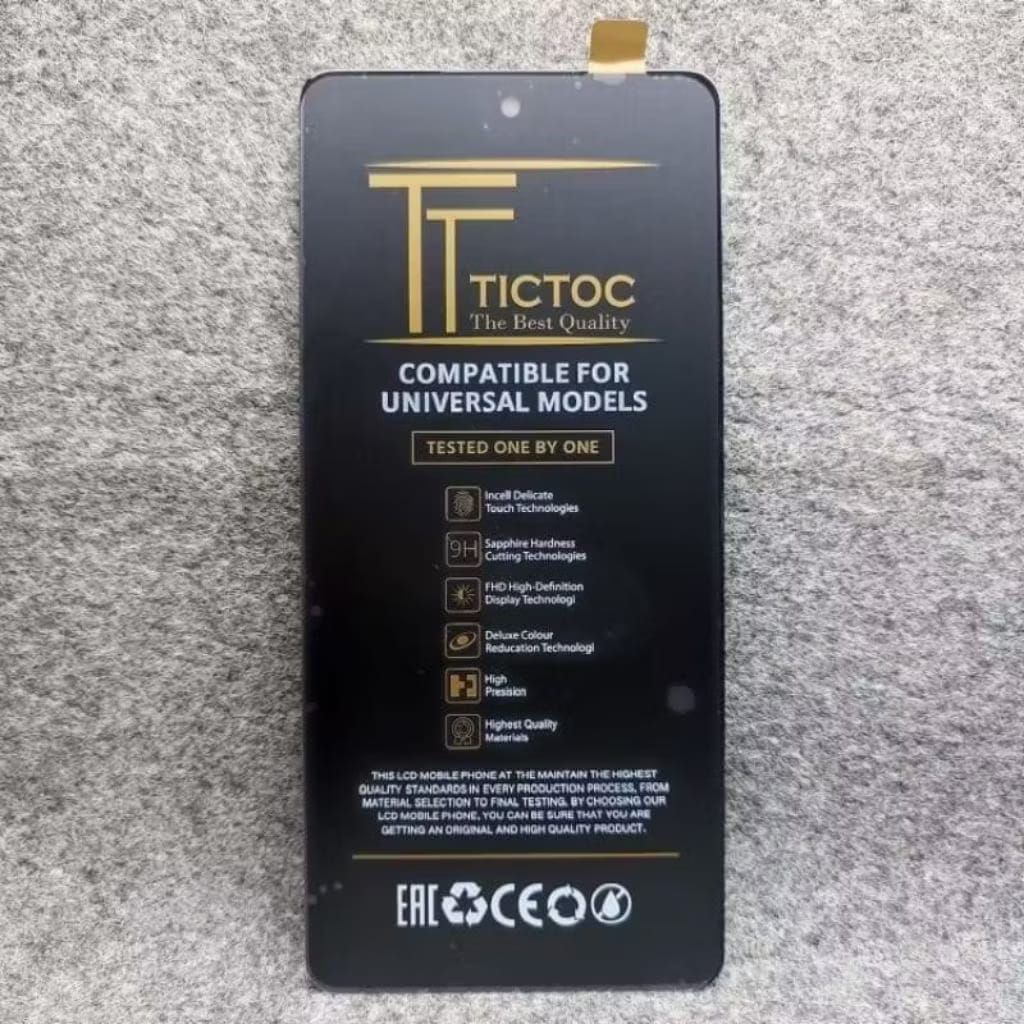 TT
TICTOC
The Best Quality
COMPATIBLE FOR
UNIVERSAL MODELS
TESTED ONE BY ONE
Incell Delicate
Touch Technologies
9H
Sapphire Hardness
Cutting Technologies
FHD High-Definition
Display Technologi
Deluxe Colour
Reducation Technologi
High
Presision
Highest Quality
Materials
THIS LCD MOBILE PHONE AT THE MAINTAIN THE HIGHEST
QUALITY STANDARDS IN EVERY PRODUCTION PROCESS, FROM
MATERIAL SELECTION TO FINAL TESTING. BY CHOOSING OUR
LCD MOBILE PHONE, YOU CAN BE SURE THAT YOU ARE
GETTING AN ORIGINAL AND HIGH QUALITY PRODUCT.
EAC CE